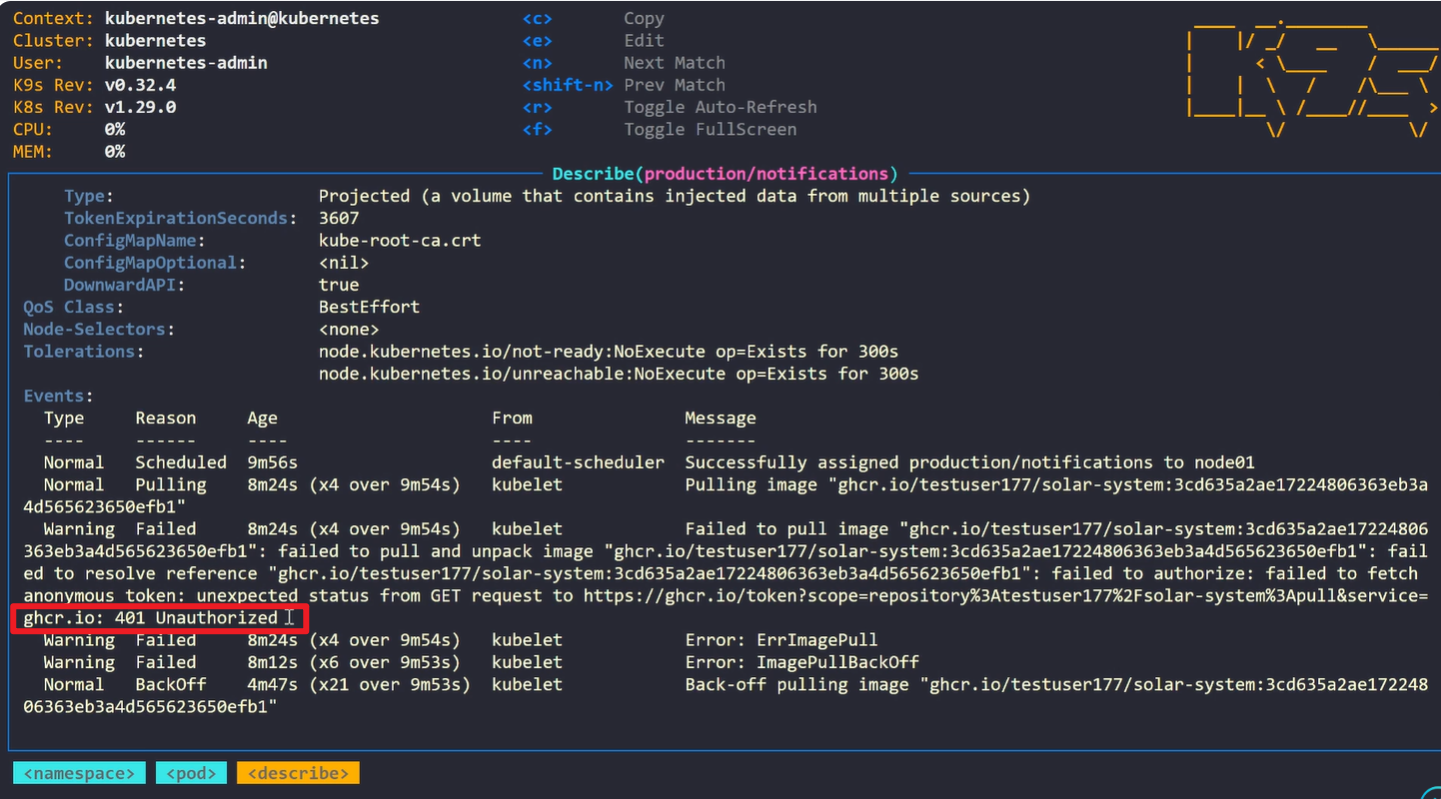 Context: kubernetes-admin@kubernetes <c> Copy
Cluster: kubernetes <e> Edit
User: kubernetes-admin <n> Next Match
K9s Rev: v0.32.4 <shift-n> Prev Match
K8s Rev: v1.29.0 <r> Toggle Auto-Refresh
CPU: 0% <f> Toggle FullScreen
MEM: 0%
Describe(production/notifications)
Type: Projected (a volume that contains injected data from multiple sources)
TokenExpirationSeconds: 3607
ConfigMapName: kube-root-ca.crt
ConfigMapOptional: <nil>
DownwardAPI: true
QoS Class: BestEffort
Node-Selectors: <none>
Tolerations: node.kubernetes.io/not-ready:NoExecute op=Exists for 300s
node.kubernetes.io/unreachable:NoExecute op=Exists for 300s
Events:
Type Reason Age From Message
---- ------ ---- ---- -------
Normal Scheduled 9m56s default-scheduler Successfully assigned production/notifications to node01
Normal Pulling 8m24s (x4 over 9m54s) kubelet Pulling image "ghcr.io/testuser177/solar-system:3cd635a2ae17224806363eb3a
4d565623650efb1"
Warning Failed 8m24s (x4 over 9m54s) kubelet Failed to pull image "ghcr.io/testuser177/solar-system:3cd635a2ae17224806
363eb3a4d565623650efb1": failed to pull and unpack image "ghcr.io/testuser177/solar-system:3cd635a2ae17224806363eb3a4d565623650efb1": fail
ed to resolve reference "ghcr.io/testuser177/solar-system:3cd635a2ae17224806363eb3a4d565623650efb1": failed to authorize: failed to fetch
anonymous token: unexpected status from GET request to https://ghcr.io/token?scope=repository%3Atestuser177%2Fsolar-system%3Apull&service=
ghcr.io: 401 Unauthorized
Warning Failed 8m24s (x4 over 9m54s) kubelet Error: ErrImagePull
Warning Failed 8m12s (x6 over 9m53s) kubelet Error: ImagePullBackOff
Normal BackOff 4m47s (x21 over 9m53s) kubelet Back-off pulling image "ghcr.io/testuser177/solar-system:3cd635a2ae172248
06363eb3a4d565623650efb1"
<namespace> <pod> <describe>